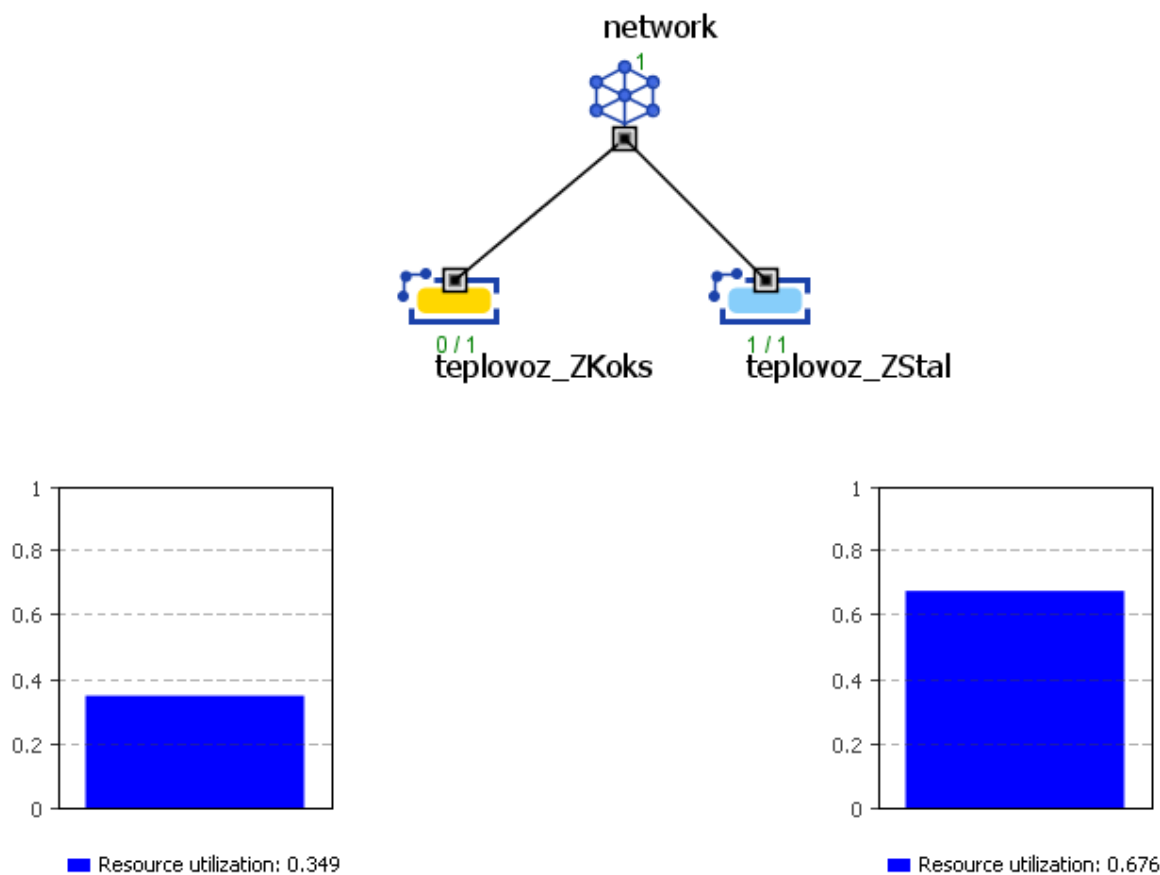 network
1
0 / 1
teplovoz_ZKoks
1 / 1
teplovoz_ZStal
1
0.8
0.6
0.4
0.2
0
Resource utilization: 0.349
1
0.8
0.6
0.4
0.2
0
Resource utilization: 0.676